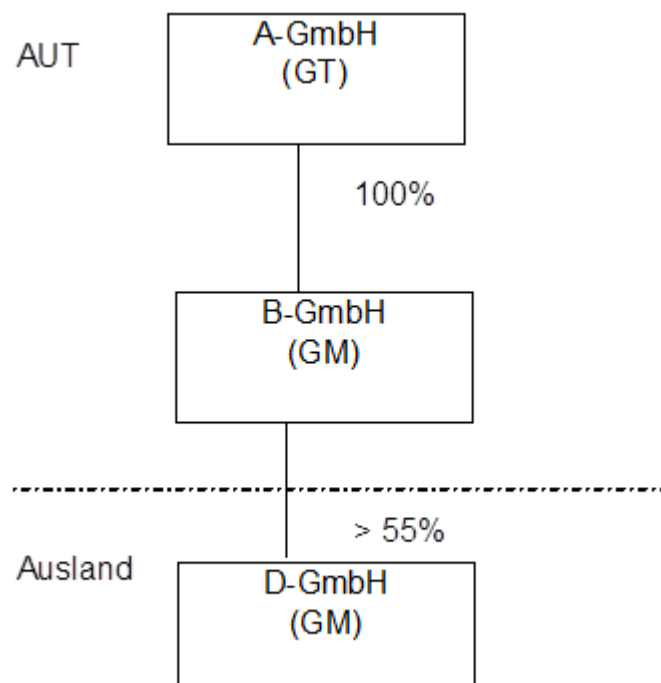 AUT
A-GmbH
(GT)
100%
B-GmbH
(GM)
> 55%
Ausland
D-GmbH
(GM)